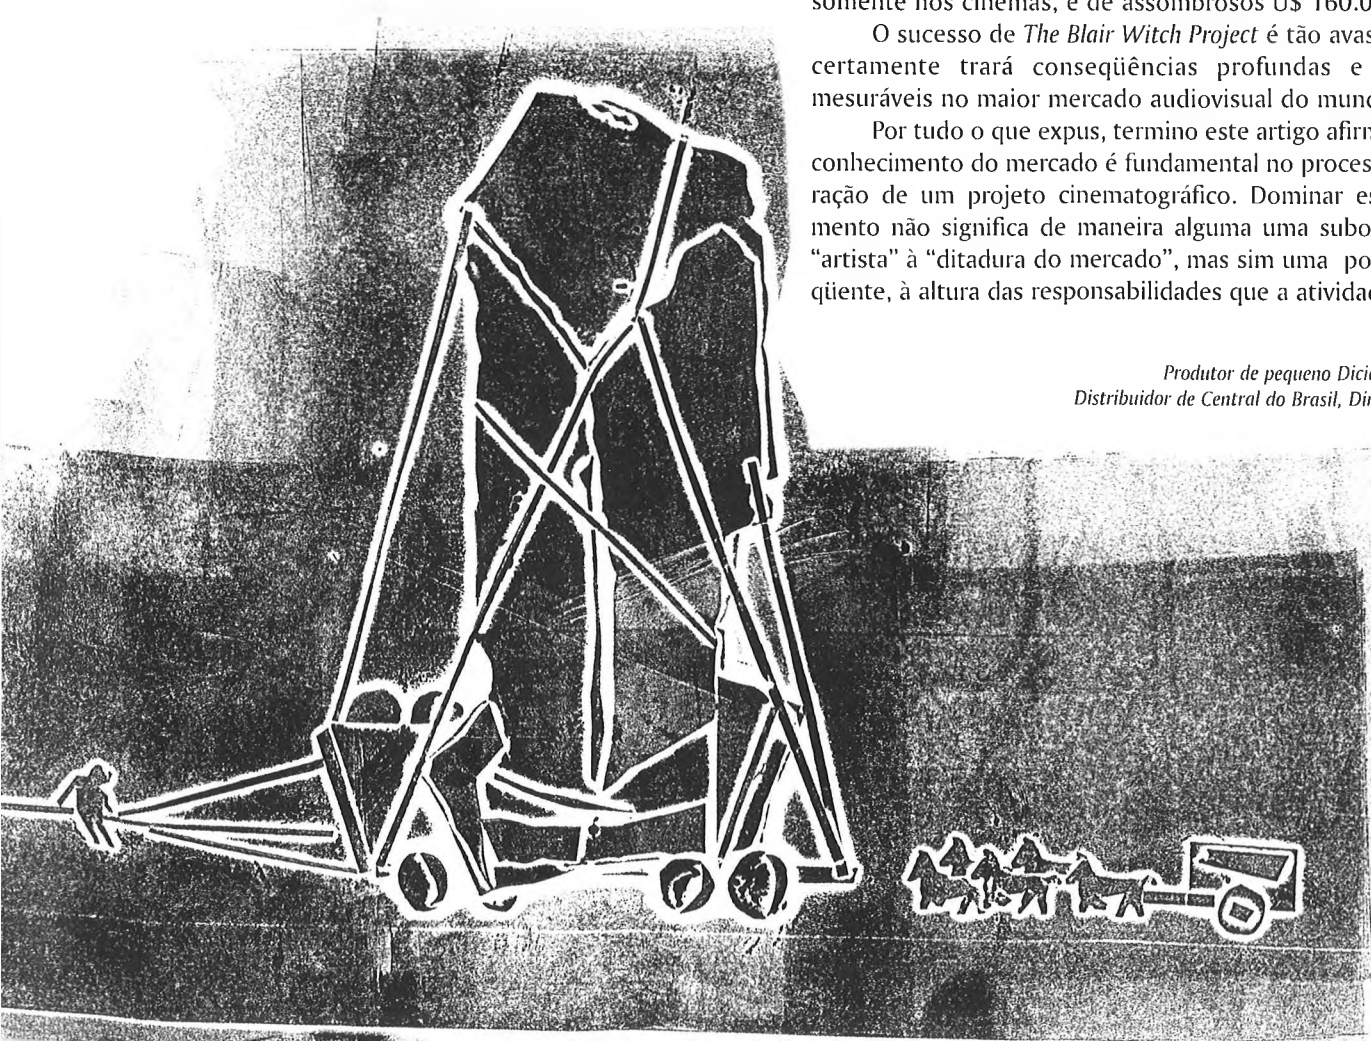 somente nos cinemas, é de assombrosos U$ 160.0
O sucesso de The Blair Witch Project é tão avas
certamente trará conseqüências profundas e
mesuráveis no maior mercado audiovisual do mund
Por tudo o que expus, termino este artigo afirm
conhecimento do mercado é fundamental no proces
ração de um projeto cinematográfico. Dominar es
mento não significa de maneira alguma uma subo
“artista” à “ditadura do mercado”, mas sim uma po
qüente, à altura das responsabilidades que a atividad
Produtor de pequeno Dici
Distribuidor de Central do Brasil, Dir